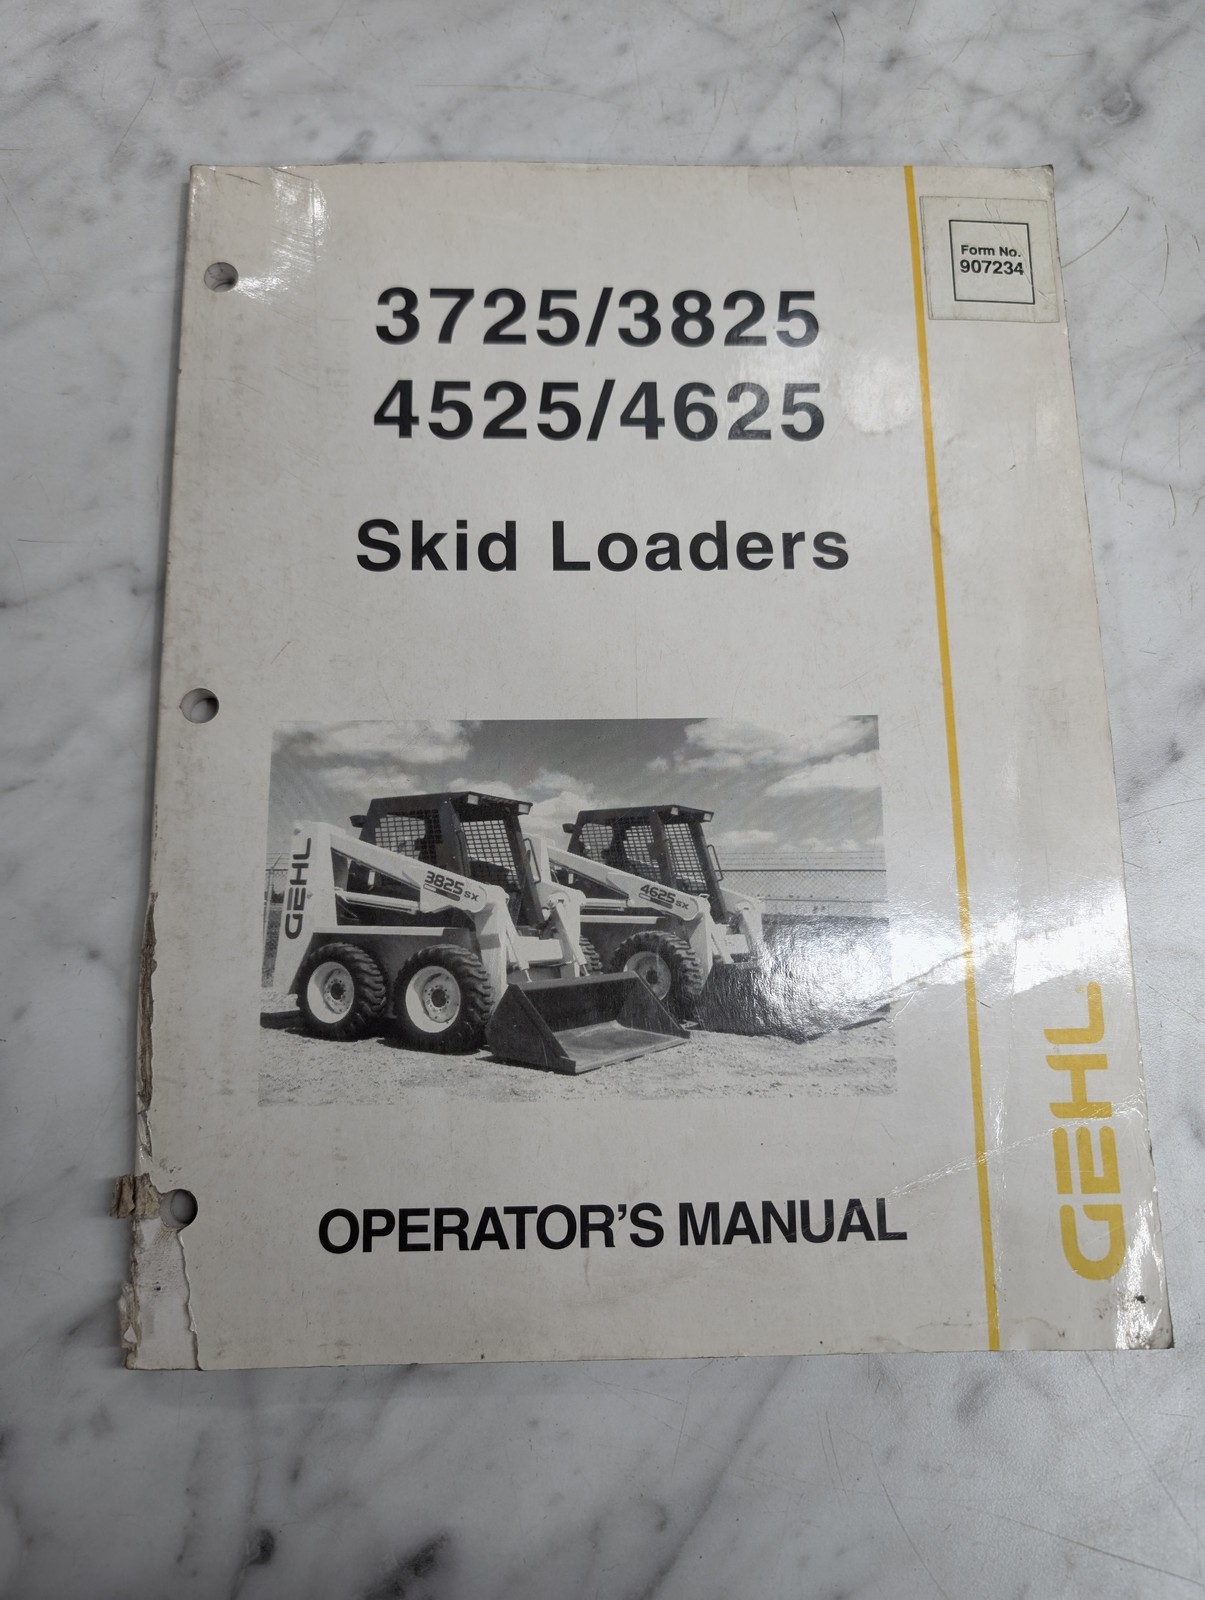 Form No.
907234
3725/3825
4525/4625
Skid Loaders
GEHL
3825 SX
4625 SX
GEHL
OPERATOR'S MANUAL